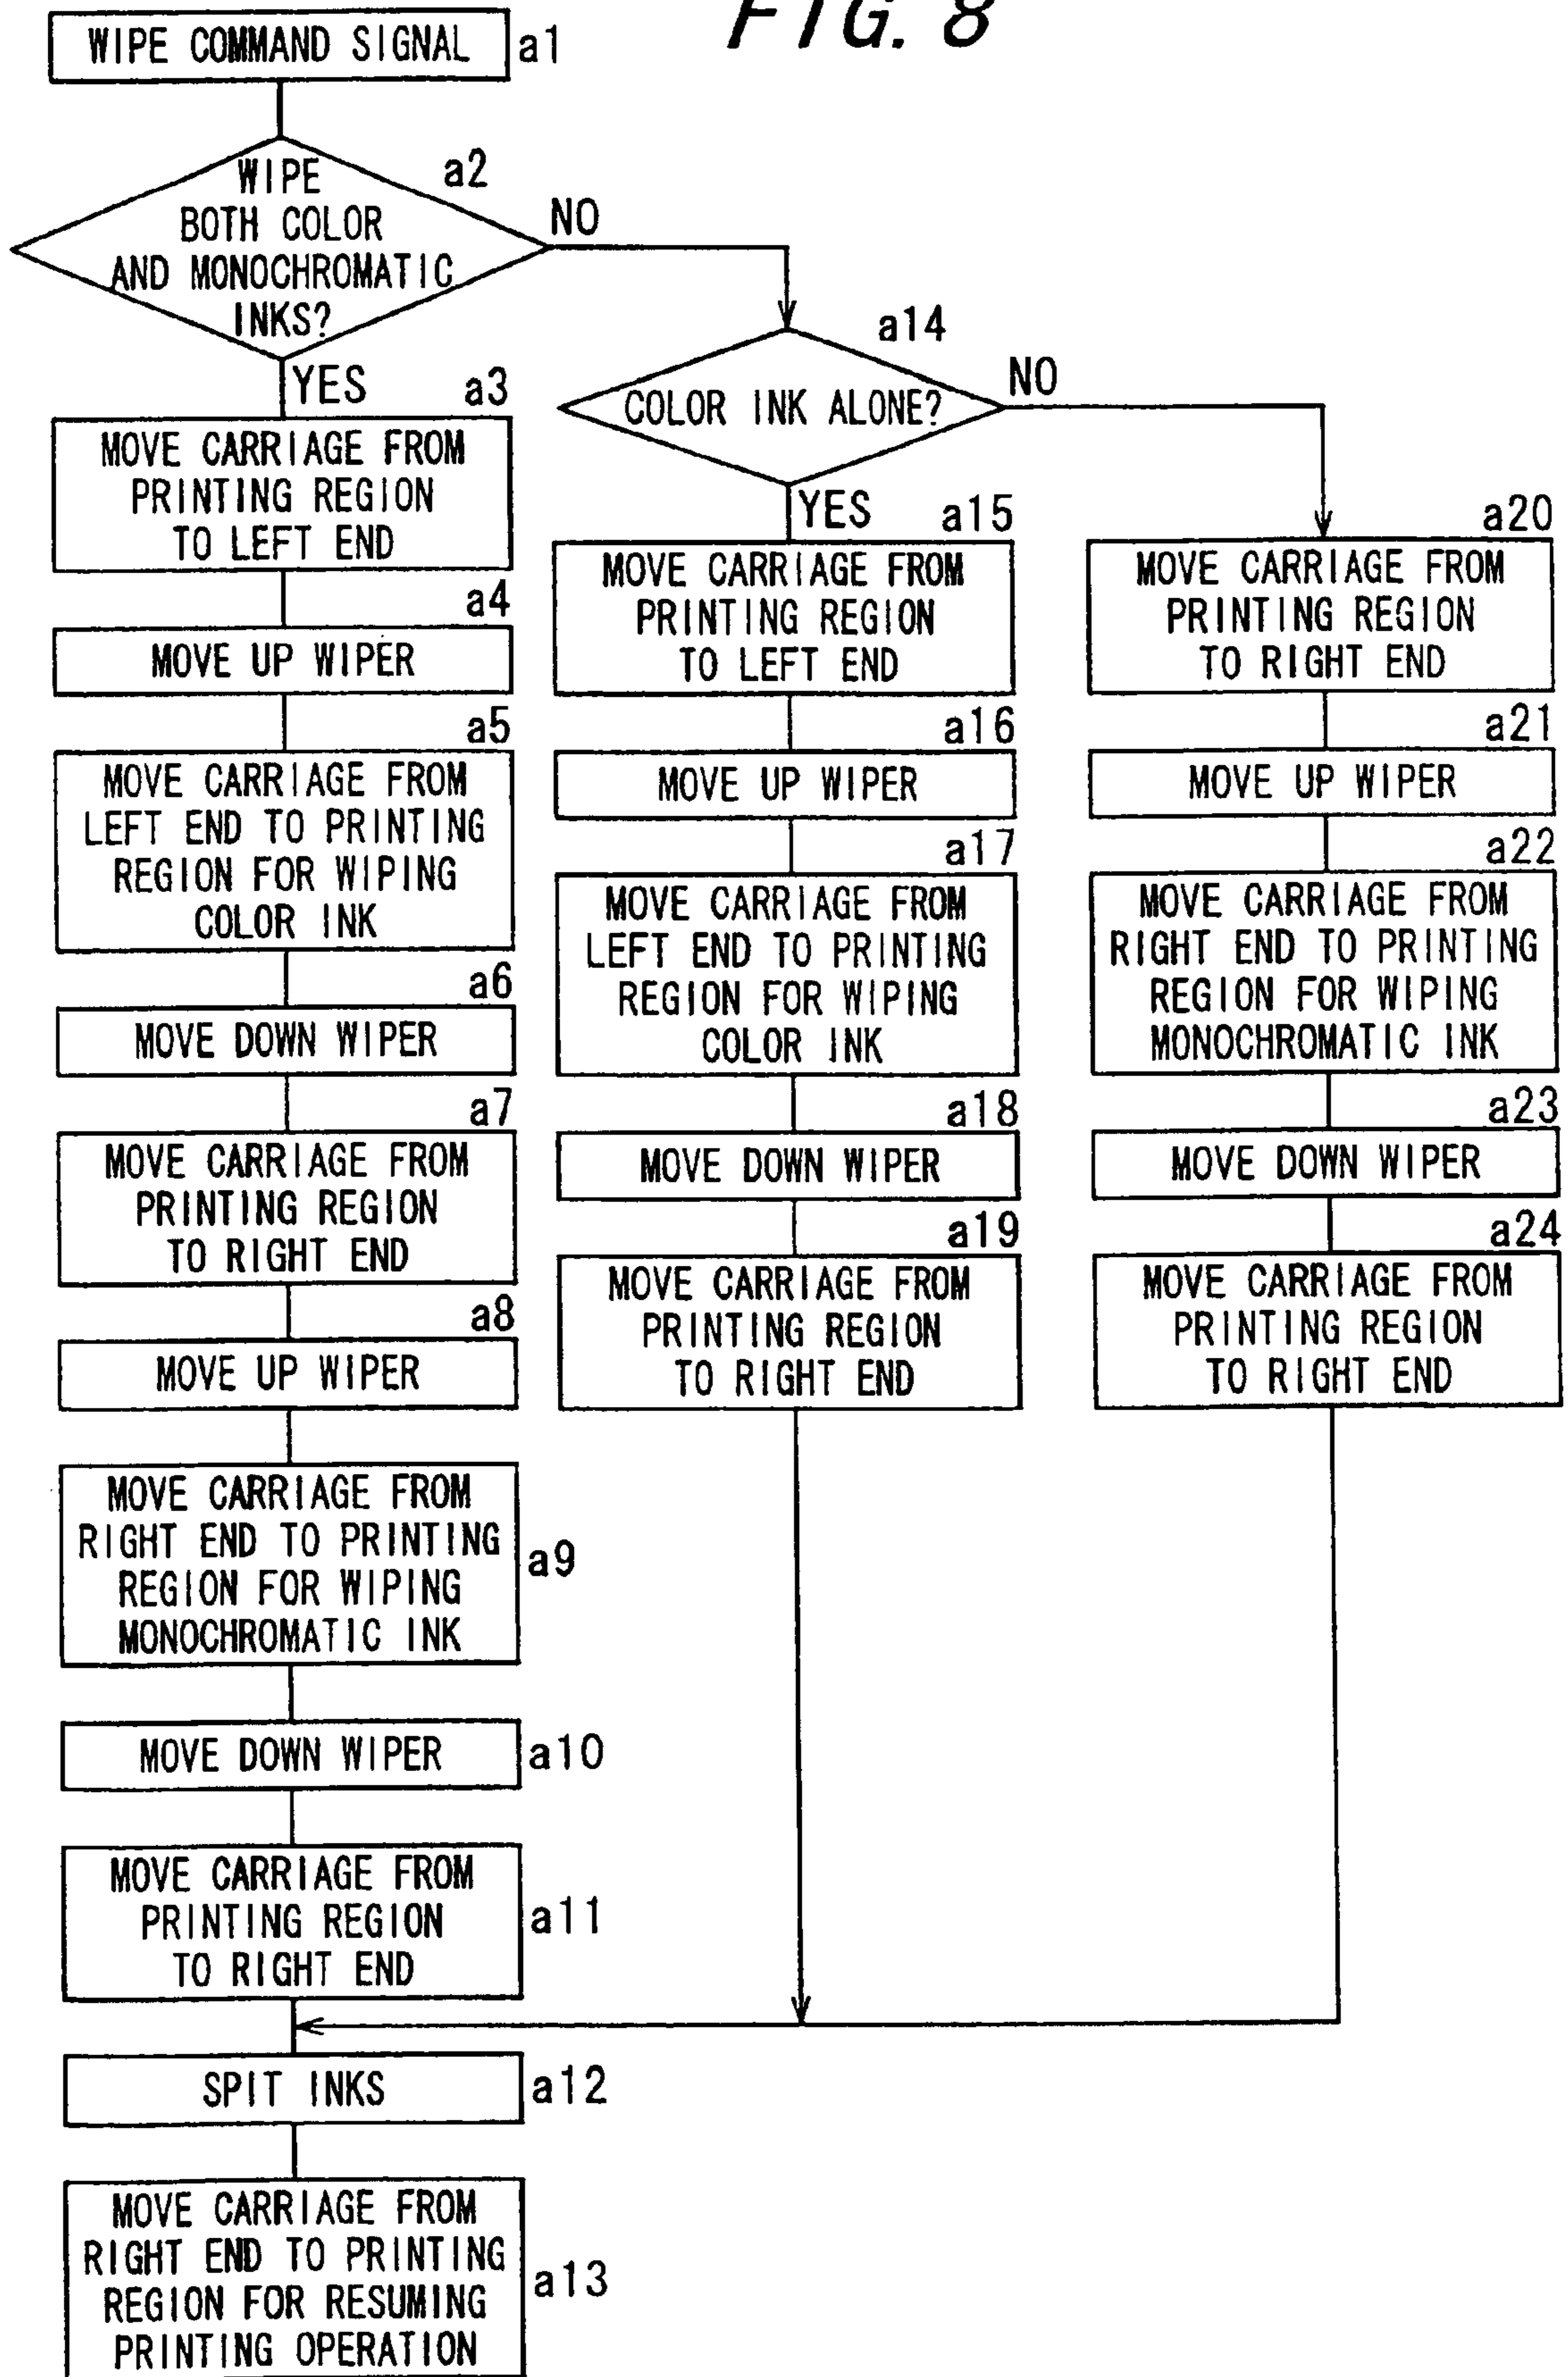 FIG. 8
WIPE COMMAND SIGNAL
a1
a2
WIPE
BOTH COLOR
AND MONOCHROMATIC
INKS?
NO
YES
a3
MOVE CARRIAGE FROM
PRINTING REGION
TO LEFT END
a4
MOVE UP WIPER
a5
MOVE CARRIAGE FROM
LEFT END TO PRINTING
REGION FOR WIPING
COLOR INK
a6
MOVE DOWN WIPER
a7
MOVE CARRIAGE FROM
PRINTING REGION
TO RIGHT END
a8
MOVE UP WIPER
MOVE CARRIAGE FROM
RIGHT END TO PRINTING
REGION FOR WIPING
MONOCHROMATIC INK
a9
MOVE DOWN WIPER
a10
MOVE CARRIAGE FROM
PRINTING REGION
TO RIGHT END
a11
SPIT INKS
a12
MOVE CARRIAGE FROM
RIGHT END TO PRINTING
REGION FOR RESUMING
PRINTING OPERATION
a13
a14
COLOR INK ALONE?
NO
YES
a15
MOVE CARRIAGE FROM
PRINTING REGION
TO LEFT END
a16
MOVE UP WIPER
a17
MOVE CARRIAGE FROM
LEFT END TO PRINTING
REGION FOR WIPING
COLOR INK
a18
MOVE DOWN WIPER
a19
MOVE CARRIAGE FROM
PRINTING REGION
TO RIGHT END
a20
MOVE CARRIAGE FROM
PRINTING REGION
TO RIGHT END
a21
MOVE UP WIPER
a22
MOVE CARRIAGE FROM
RIGHT END TO PRINTING
REGION FOR WIPING
MONOCHROMATIC INK
a23
MOVE DOWN WIPER
a24
MOVE CARRIAGE FROM
PRINTING REGION
TO RIGHT END